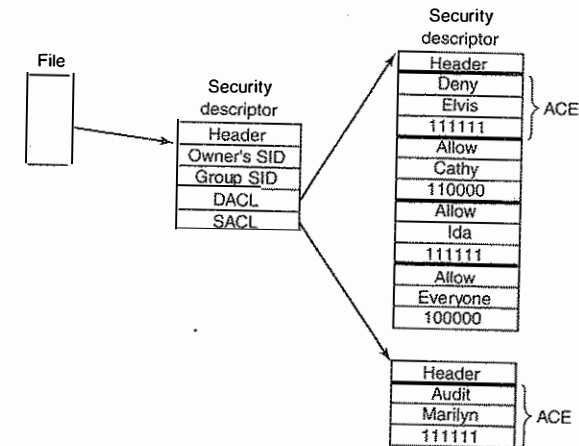 File
Security
descriptor
Header
Owner's SID
Group SID
DACL
SACL
Security
descriptor
Header
Deny
Elvis
111111
ACE
Allow
Cathy
110000
Allow
Ida
111111
Allow
Everyone
100000
Header
Audit
Marilyn
111111
ACE